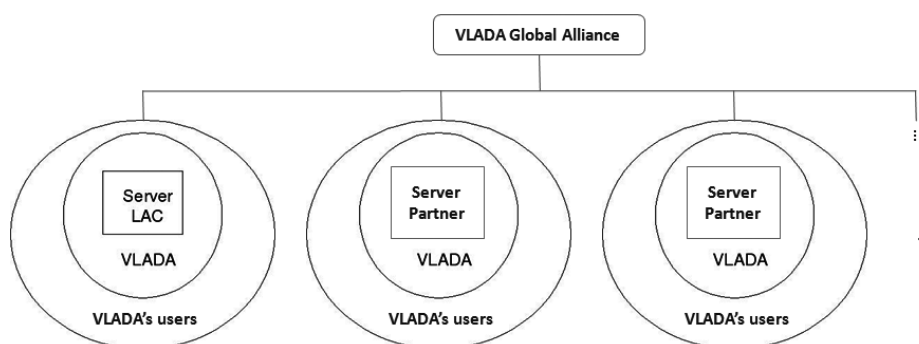 VLADA Global Alliance
Server
LAC
VLADA
VLADA's users
Server
Partner
VLADA
VLADA's users
Server
Partner
VLADA
VLADA's users